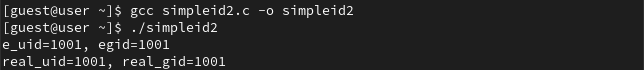 [guest@user ~]$ gcc simpleid2.c -o simpleid2
[guest@user ~]$ ./simpleid2
e_uid=1001, egid=1001
real_uid=1001, real_gid=1001